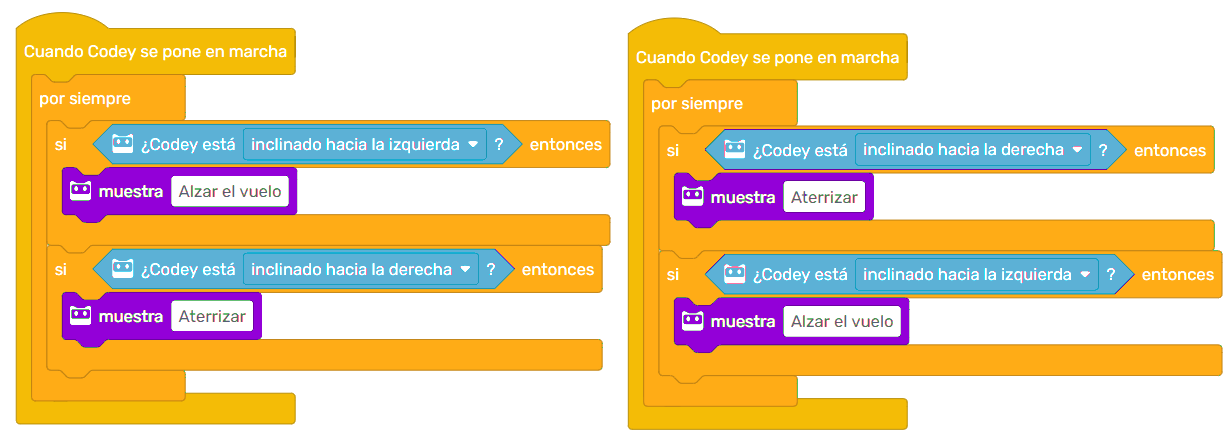 Cuando Codey se pone en marcha
por siempre
si ¿Codey está inclinado hacia la izquierda ? entonces
muestra Alzar el vuelo
si ¿Codey está inclinado hacia la derecha ? entonces
muestra Aterrizar
Cuando Codey se pone en marcha
por siempre
si ¿Codey está inclinado hacia la derecha ? entonces
muestra Aterrizar
si ¿Codey está inclinado hacia la izquierda ? entonces
muestra Alzar el vuelo